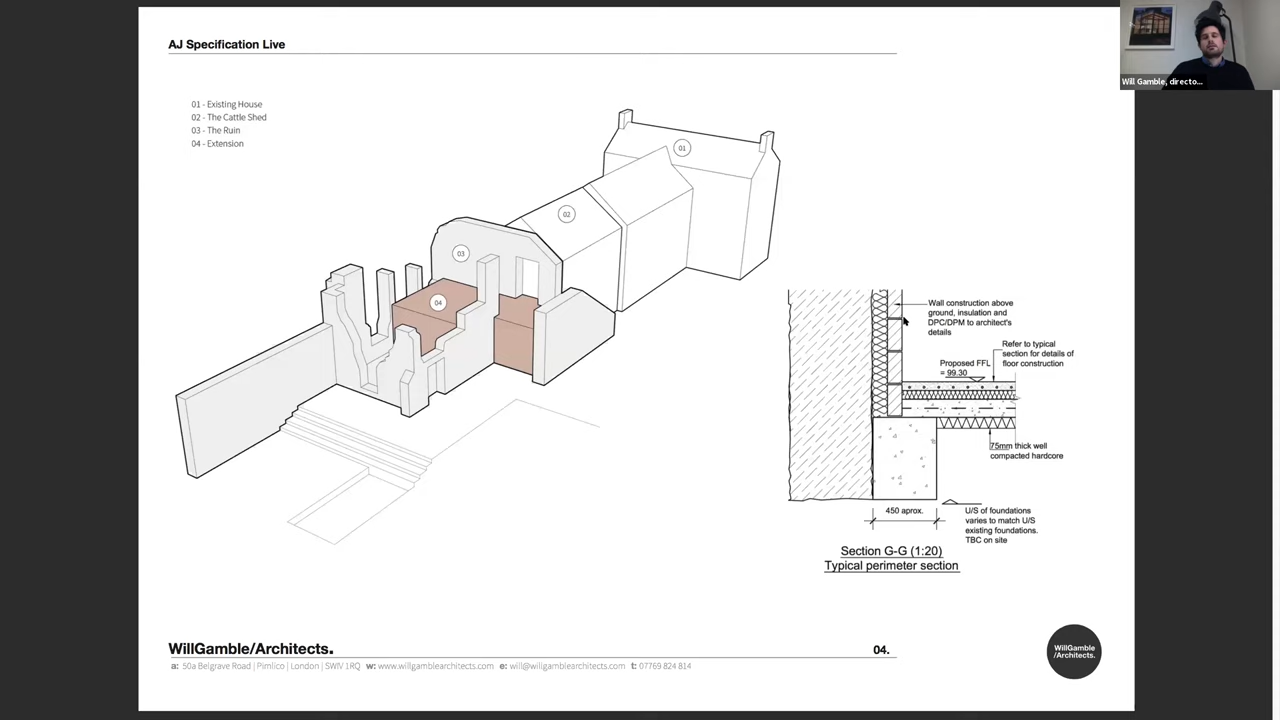 AJ Specification Live
Will Gamble, directo...
01 - Existing House
02 - The Cattle Shed
03 - The Ruin
04 - Extension
01
02
03
04
Wall construction above
ground, insulation and
DPC/DPM to architect's
details
Refer to typical
section for details of
floor construction
Proposed FFL
= 99.30
75mm thick well
compacted hardcore
450 aprox.
U/S of foundations
varies to match U/S
existing foundations.
TBC on site
Section G-G (1:20)
Typical perimeter section
WillGamble/Architects.
04.
a: 50a Belgrave Road | Pimlico | London | SW1V 1RQ w: www.willgamblearchitects.com e: will@willgamblearchitects.com t: 07769 824 814
WillGamble
/Architects.